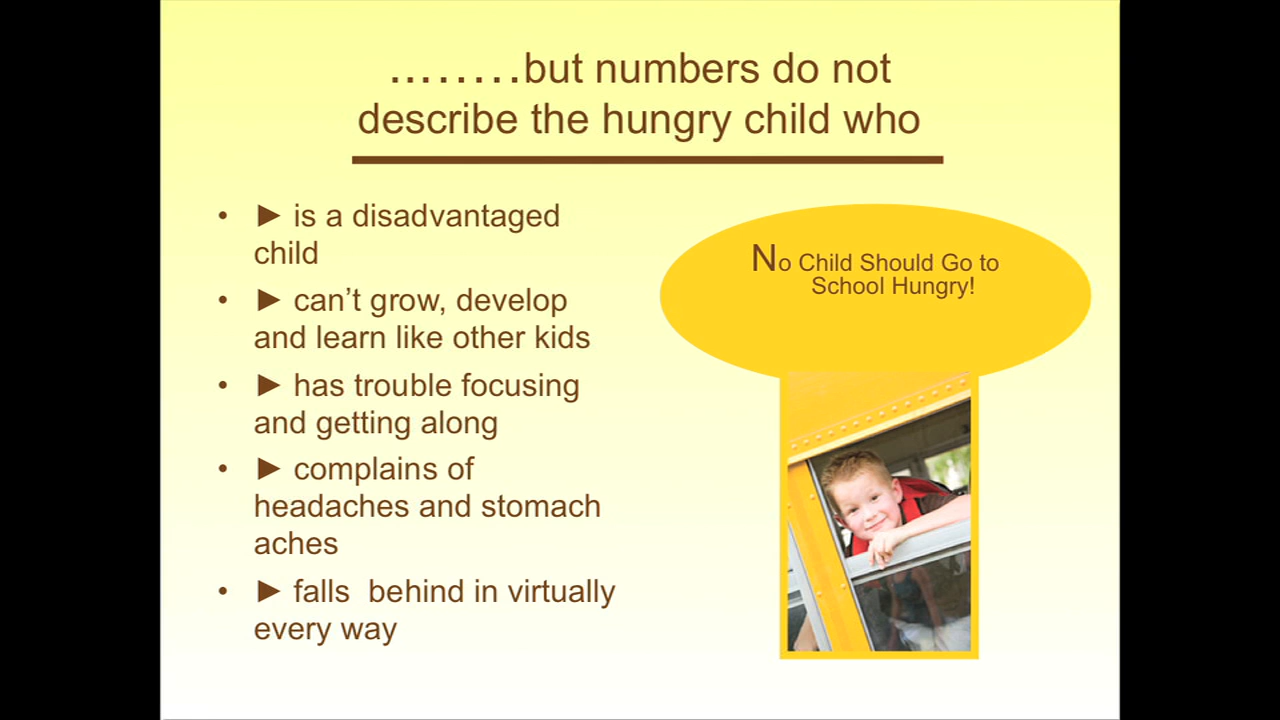 ……..but numbers do not
describe the hungry child who
• ► is a disadvantaged
child
• ► can’t grow, develop
and learn like other kids
• ► has trouble focusing
and getting along
• ► complains of
headaches and stomach
aches
• ► falls  behind in virtually
every way
No Child Should Go to
School Hungry!